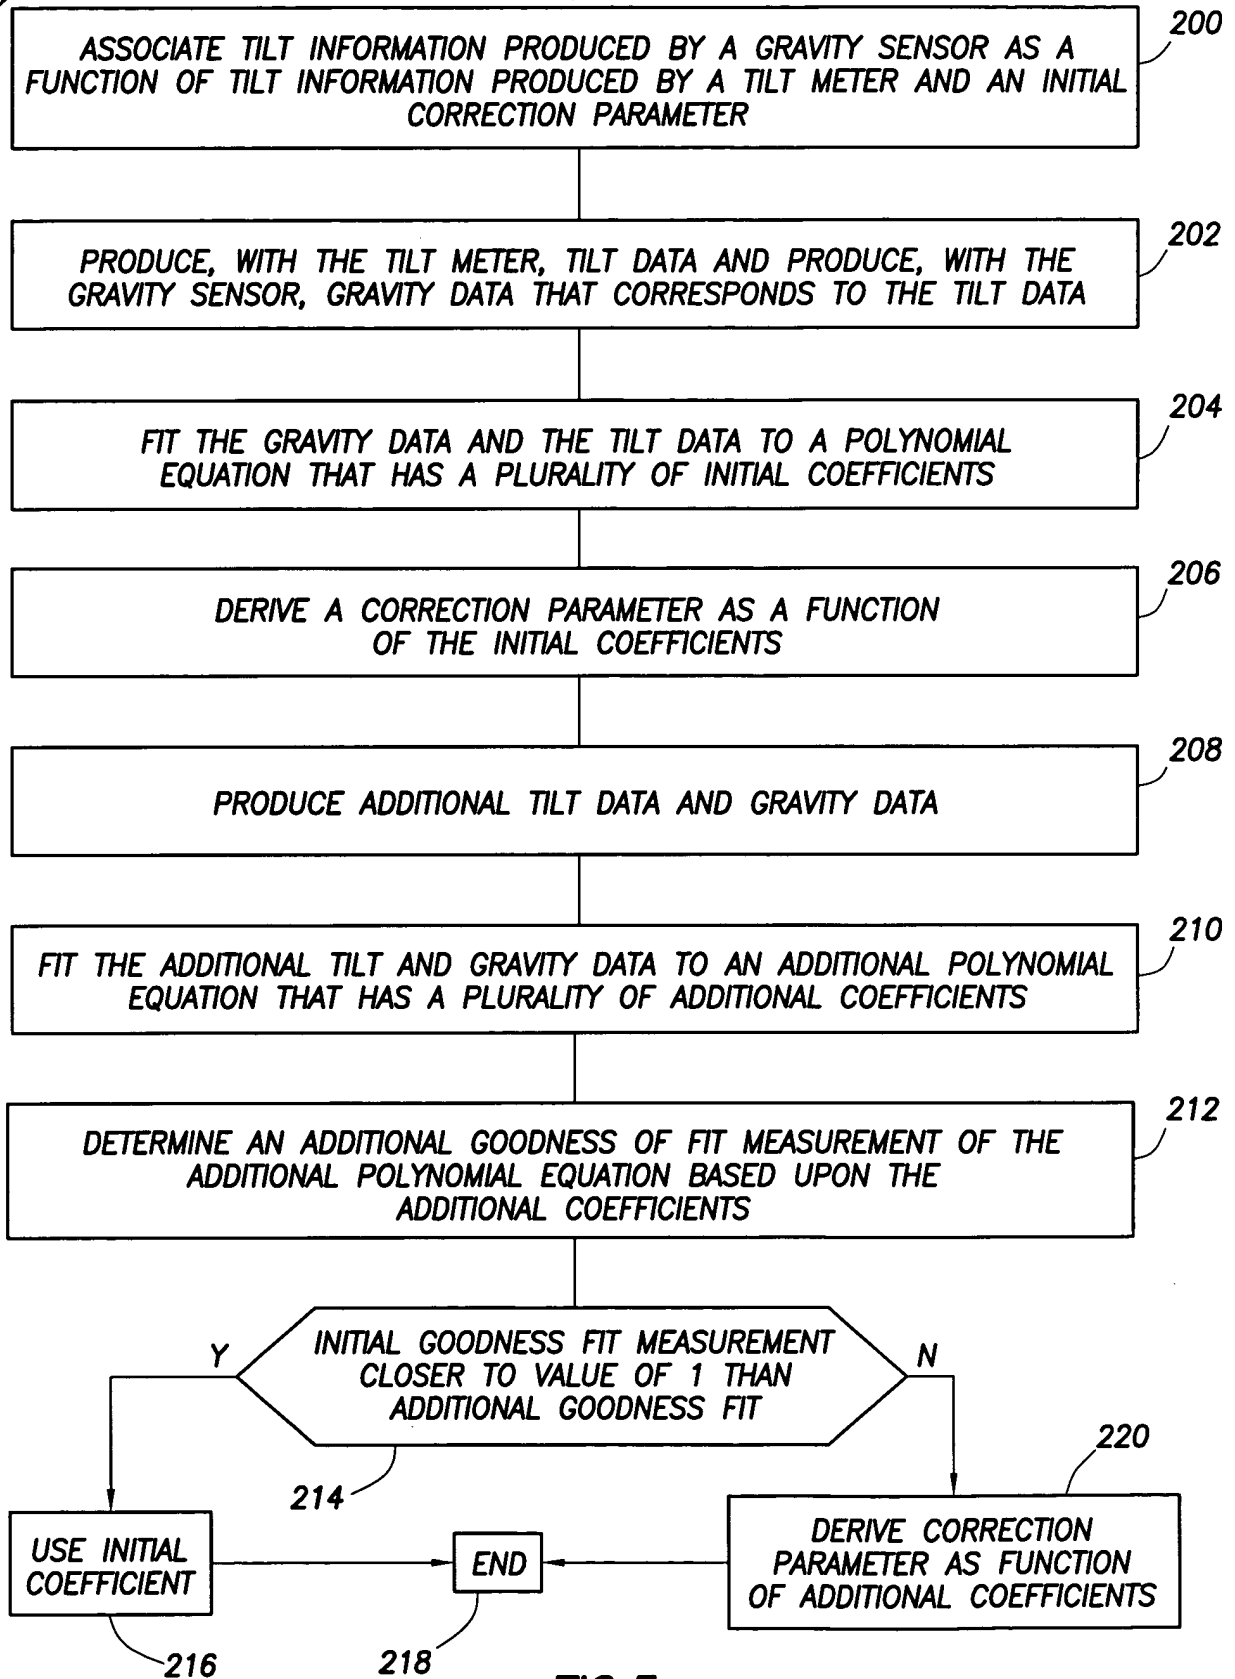 200
ASSOCIATE TILT INFORMATION PRODUCED BY A GRAVITY SENSOR AS A
FUNCTION OF TILT INFORMATION PRODUCED BY A TILT METER AND AN INITIAL
CORRECTION PARAMETER
202
PRODUCE, WITH THE TILT METER, TILT DATA AND PRODUCE, WITH THE
GRAVITY SENSOR, GRAVITY DATA THAT CORRESPONDS TO THE TILT DATA
204
FIT THE GRAVITY DATA AND THE TILT DATA TO A POLYNOMIAL
EQUATION THAT HAS A PLURALITY OF INITIAL COEFFICIENTS
206
DERIVE A CORRECTION PARAMETER AS A FUNCTION
OF THE INITIAL COEFFICIENTS
208
PRODUCE ADDITIONAL TILT DATA AND GRAVITY DATA
210
FIT THE ADDITIONAL TILT AND GRAVITY DATA TO AN ADDITIONAL POLYNOMIAL
EQUATION THAT HAS A PLURALITY OF ADDITIONAL COEFFICIENTS
212
DETERMINE AN ADDITIONAL GOODNESS OF FIT MEASUREMENT OF THE
ADDITIONAL POLYNOMIAL EQUATION BASED UPON THE
ADDITIONAL COEFFICIENTS
Y
INITIAL GOODNESS FIT MEASUREMENT
CLOSER TO VALUE OF 1 THAN
ADDITIONAL GOODNESS FIT
N
214
220
USE INITIAL
COEFFICIENT
END
DERIVE CORRECTION
PARAMETER AS FUNCTION
OF ADDITIONAL COEFFICIENTS
216
218